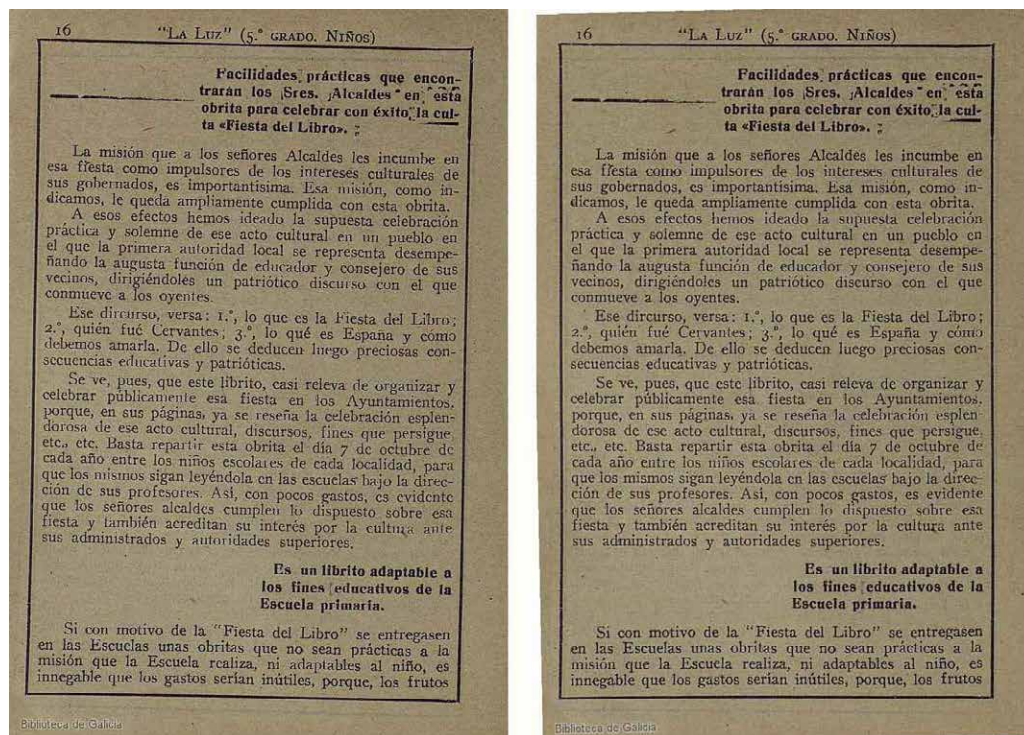 16 "La Luz" (5.° grado. Niños)
Facilidades prácticas que encon-
trarán los Sres. Alcaldes en esta
obrita para celebrar con éxito la cul-
ta «Fiesta del Libro».
La misión que a los señores Alcaldes les incumbe en
esa fiesta como impulsores de los intereses culturales de
sus gobernados, es importantísima. Esa misión, como in-
dicamos, le queda ampliamente cumplida con esta obrita.
A esos efectos hemos ideado la supuesta celebración
práctica y solemne de ese acto cultural en un pueblo en
el que la primera autoridad local se representa desempe-
ñando la augusta función de educador y consejero de sus
vecinos, dirigiéndoles un patriótico discurso con el que
conmueve a los oyentes.
Ese dircurso, versa: 1.°, lo que es la Fiesta del Libro;
2.°, quién fué Cervantes; 3.°, lo qué es España y cómo
debemos amarla. De ello se deducen luego preciosas con-
secuencias educativas y patrióticas.
Se ve, pues, que este librito, casi releva de organizar y
celebrar públicamente esa fiesta en los Ayuntamientos.
porque, en sus páginas, ya se reseña la celebración esplen-
dorosa de ese acto cultural, discursos, fines que persigue,
etc., etc. Basta repartir esta obrita el día 7 de octubre de
cada año entre los niños escolares de cada localidad, para
que los mismos sigan leyéndola en las escuelas bajo la direc-
ción de sus profesores. Así, con pocos gastos, es evidente
que los señores alcaldes cumplen lo dispuesto sobre esa
fiesta y también acreditan su interés por la cultura ante
sus administrados y autoridades superiores.
Es un librito adaptable a
los fines educativos de la
Escuela primaria.
Si con motivo de la "Fiesta del Libro" se entregasen
en las Escuelas unas obritas que no sean prácticas a la
misión que la Escuela realiza, ni adaptables al niño, es
innegable que los gastos serían inútiles, porque, los frutos
Biblioteca de Galicia
16 "La Luz" (5.° grado. Niños)
Facilidades prácticas que encon-
trarán los Sres. Alcaldes en esta
obrita para celebrar con éxito la cul-
ta «Fiesta del Libro».
La misión que a los señores Alcaldes les incumbe en
esa fiesta como impulsores de los intereses culturales de
sus gobernados, es importantísima. Esa misión, como in-
dicamos, le queda ampliamente cumplida con esta obrita.
A esos efectos hemos ideado la supuesta celebración
práctica y solemne de ese acto cultural en un pueblo en
el que la primera autoridad local se representa desempe-
ñando la augusta función de educador y consejero de sus
vecinos, dirigiéndoles un patriótico discurso con el que
conmueve a los oyentes.
Ese dircurso, versa: 1.°, lo que es la Fiesta del Libro;
2.°, quién fué Cervantes; 3.°, lo qué es España y cómo
debemos amarla. De ello se deducen luego preciosas con-
secuencias educativas y patrióticas.
Se ve, pues, que este librito, casi releva de organizar y
celebrar públicamente esa fiesta en los Ayuntamientos.
porque, en sus páginas, ya se reseña la celebración esplen-
dorosa de ese acto cultural, discursos, fines que persigue,
etc., etc. Basta repartir esta obrita el día 7 de octubre de
cada año entre los niños escolares de cada localidad, para
que los mismos sigan leyéndola en las escuelas bajo la direc-
ción de sus profesores. Así, con pocos gastos, es evidente
que los señores alcaldes cumplen lo dispuesto sobre esa
fiesta y también acreditan su interés por la cultura ante
sus administrados y autoridades superiores.
Es un librito adaptable a
los fines educativos de la
Escuela primaria.
Si con motivo de la "Fiesta del Libro" se entregasen
en las Escuelas unas obritas que no sean prácticas a la
misión que la Escuela realiza, ni adaptables al niño, es
innegable que los gastos serían inútiles, porque, los frutos
Biblioteca de Galicia